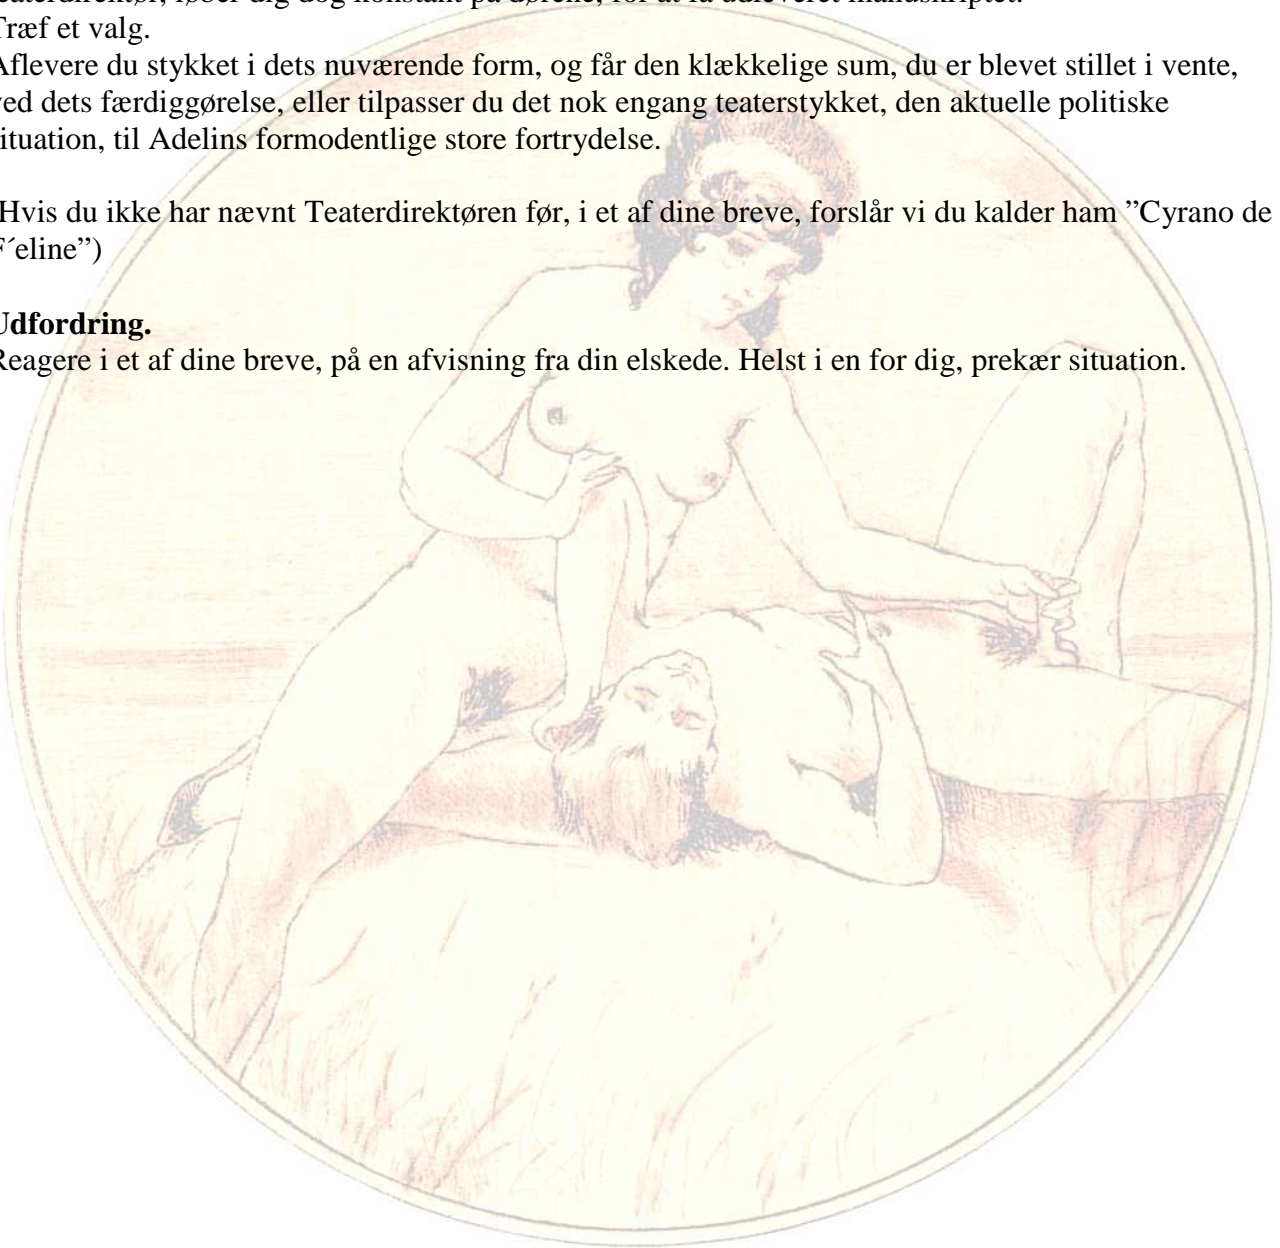 teaterdirektør, løber dig dog konstant på dørene, for at få udleveret manuskriptet.
Træf et valg.
Aflevere du stykket i dets nuværende form, og får den klækkelige sum, du er blevet stillet i vente,
ved dets færdiggørelse, eller tilpasser du det nok engang teaterstykket, den aktuelle politiske
situation, til Adelins formodentlige store fortrydelse.
(Hvis du ikke har nævnt Teaterdirektøren før, i et af dine breve, forslår vi du kalder ham ”Cyrano de
F´eline”)
Udfordring.
Reagere i et af dine breve, på en afvisning fra din elskede. Helst i en for dig, prekær situation.